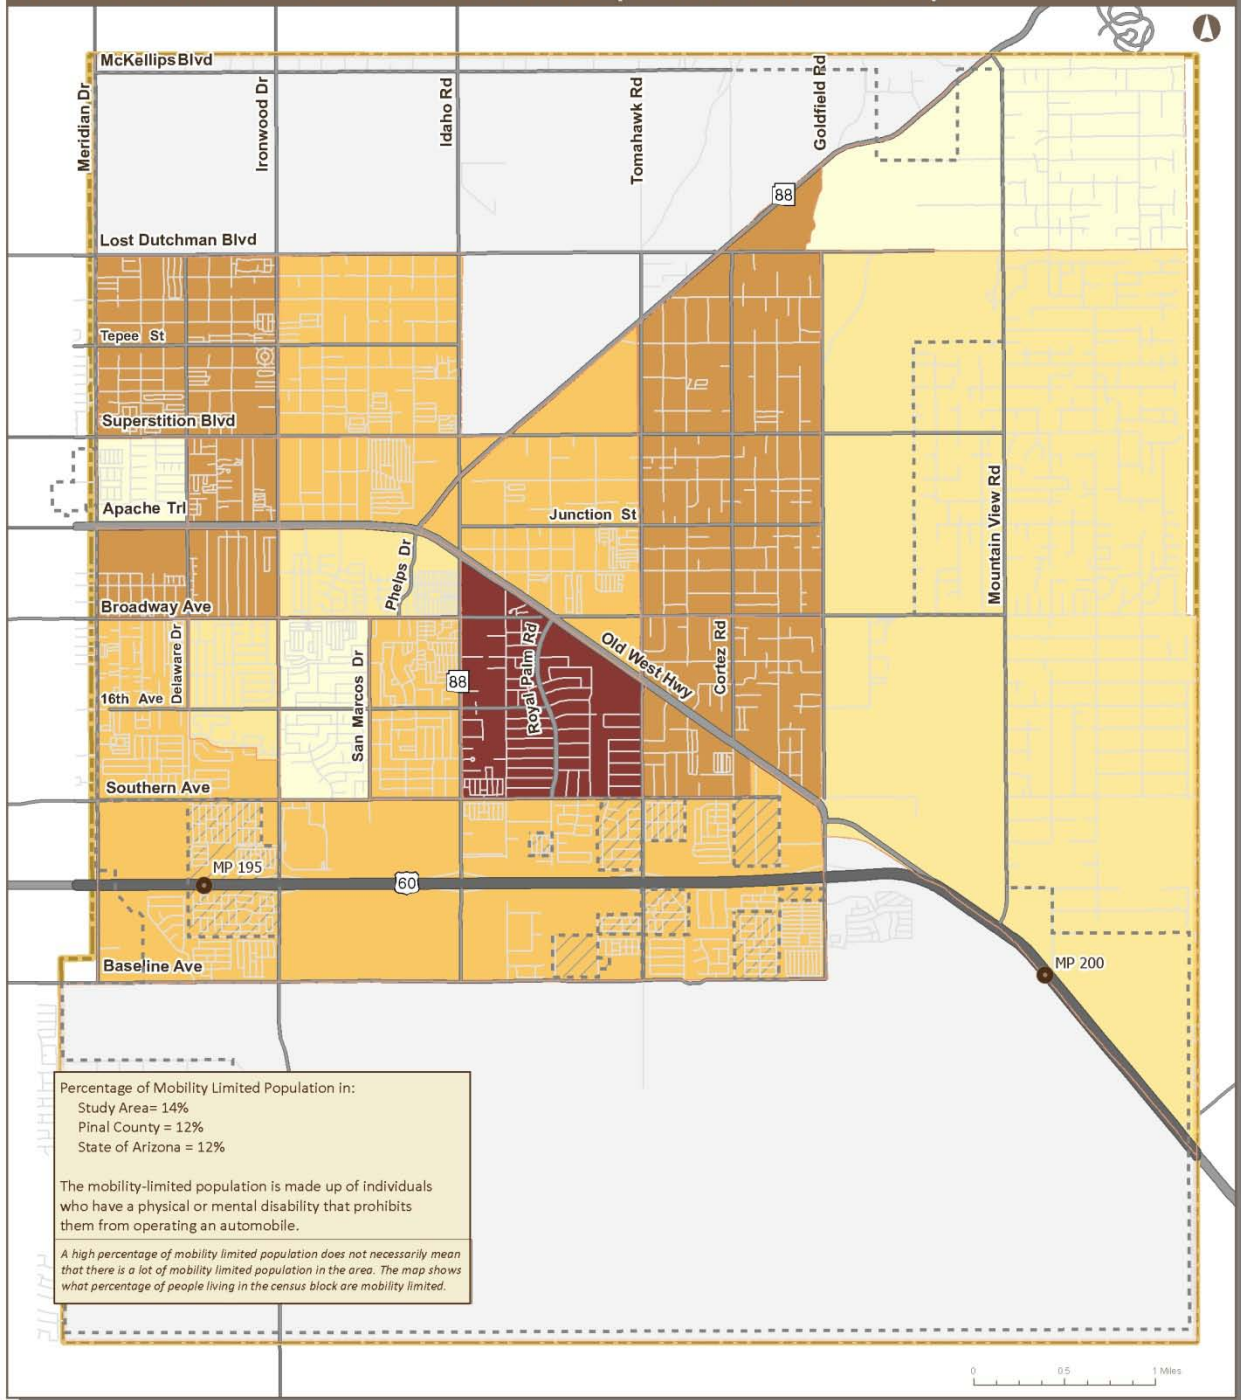 McKellips Blvd
Meridian Dr
Ironwood Dr
Idaho Rd
Tomahawk Rd
Goldfield Rd
88
Lost Dutchman Blvd
Tepee St
Superstition Blvd
Apache Trl
Junction St
Mountain View Rd
Phelps Dr
Broadway Ave
Delaware Dr
Royal Palm Rd
Old West Hwy
Cortez Rd
88
16th Ave
San Marcos Dr
Southern Ave
MP 195
60
Baseline Ave
MP 200
Percentage of Mobility Limited Population in:
Study Area= 14%
Pinal County = 12%
State of Arizona = 12%
The mobility-limited population is made up of individuals
who have a physical or mental disability that prohibits
them from operating an automobile.
A high percentage of mobility limited population does not necessarily mean
that there is a lot of mobility limited population in the area. The map shows
what percentage of people living in the census block are mobility limited.
0 0.5 1 Miles